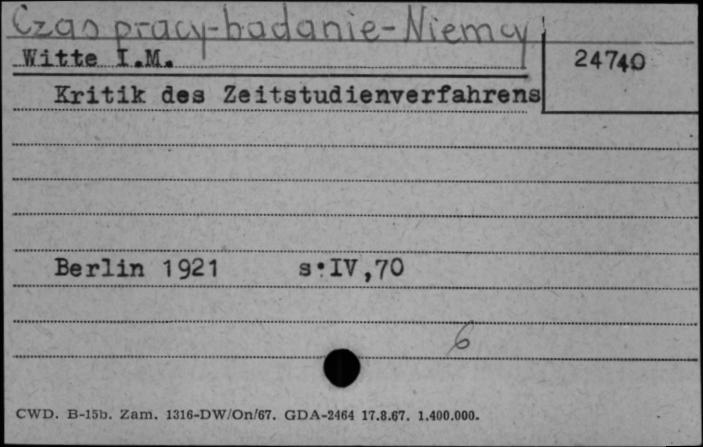 Czas pracy-badanie-Niemcy
Witte I.M.
24740
Kritik des Zeitstudienverfahrens
Berlin 1921 s.IV,70
6
CWD. B-15b. Zam. 1316-DW/On/67. GDA-2464 17.8.67. 1.400.000.